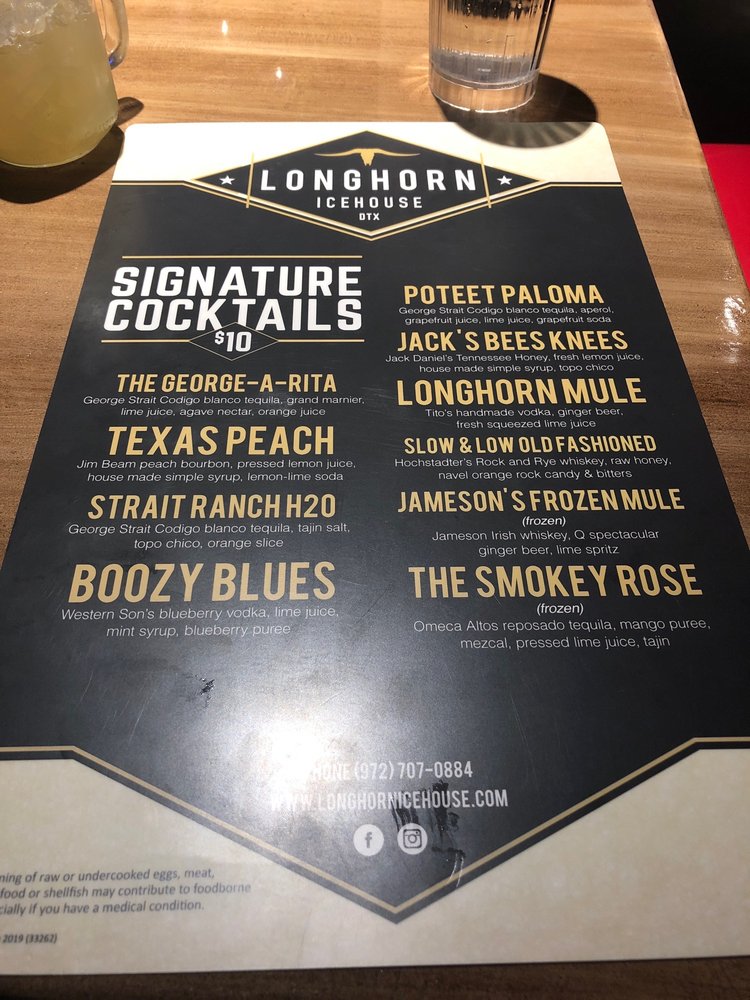 LONGHORN
ICEHOUSE
DTX
SIGNATURE
COCKTAILS
$10
THE GEORGE-A-RITA
George Strait Codigo blanco tequila, grand marnier,
lime juice, agave nectar, orange juice
TEXAS PEACH
Jim Beam peach bourbon, pressed lemon juice,
house made simple syrup, lemon-lime soda
STRAIT RANCH H20
George Strait Codigo blanco tequila, tajin salt,
topo chico, orange slice
BOOZY BLUES
Western Son's blueberry vodka, lime juice,
mint syrup, blueberry puree
POTEET PALOMA
George Strait Codigo blanco tequila, aperol,
grapefruit juice, lime juice, grapefruit soda
JACK'S BEES KNEES
Jack Daniel's Tennessee Honey, fresh lemon juice,
house made simple syrup, topo chico
LONGHORN MULE
Tito's handmade vodka, ginger beer,
fresh squeezed lime juice
SLOW & LOW OLD FASHIONED
Hochstadter's Rock and Rye whiskey, raw honey,
navel orange rock candy & bitters
JAMESON'S FROZEN MULE
(frozen)
Jameson Irish whiskey, Q spectacular
ginger beer, lime spritz
THE SMOKEY ROSE
(frozen)
Omeca Altos reposado tequila, mango puree,
mezcal, pressed lime juice, tajin
(972) 707-0884
WWW.LONGHORNICEHOUSE.COM
of raw or undercooked eggs, meat,
food or shellfish may contribute to foodborne
if you have a medical condition.
2019 (33262)